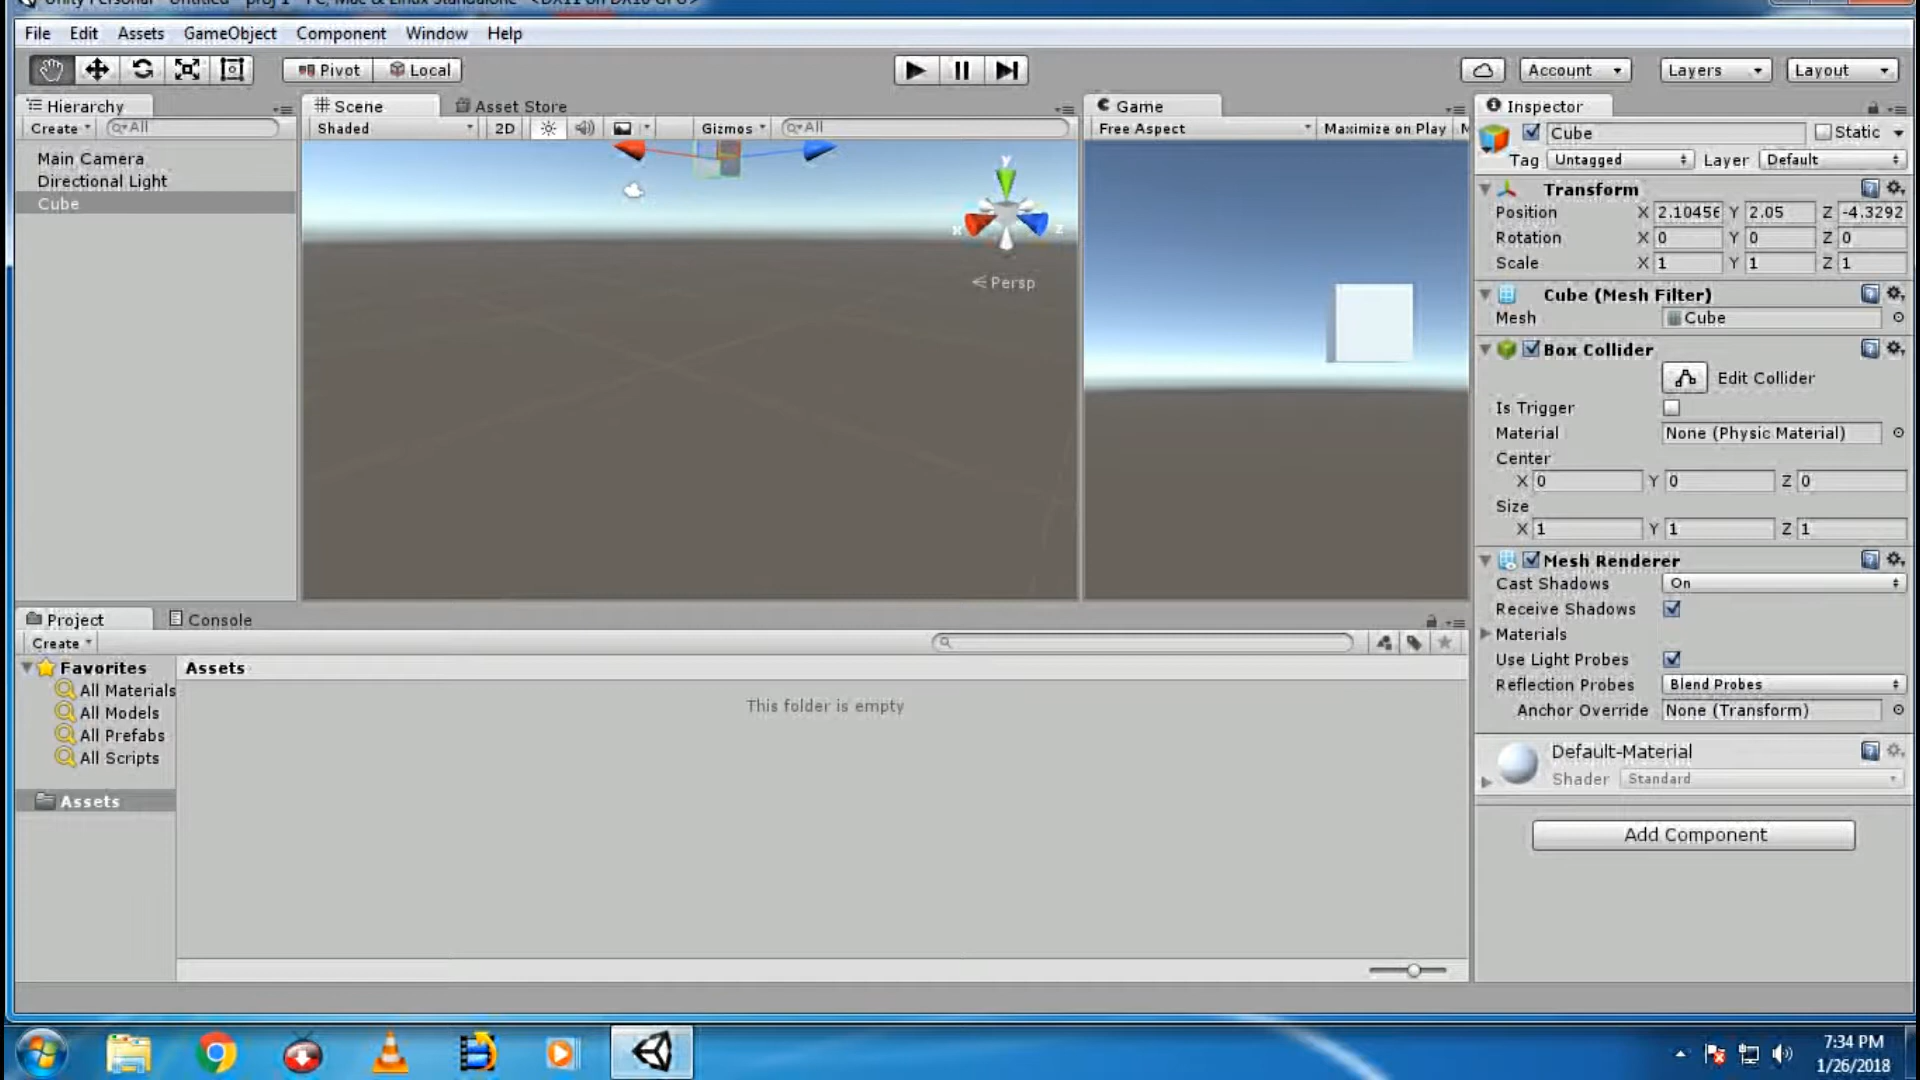 Unity Personal - Untitled - proj 1 - PC, Mac & Linux Standalone* <DX11 on DX10 GPU>
File Edit Assets GameObject Component Window Help
Pivot Local Account Layers Layout
Hierarchy Scene Asset Store Game Inspector
Create All Shaded 2D Gizmos All Free Aspect Maximize on Play M Cube Static
Tag Untagged Layer Default
Main Camera
Directional Light
Cube
y
x
z
Persp
Transform
Position X 2.10456 Y 2.05 Z -4.3292
Rotation X 0 Y 0 Z 0
Scale X 1 Y 1 Z 1
Cube (Mesh Filter)
Mesh Cube
Box Collider
Edit Collider
Is Trigger
Material None (Physic Material)
Center
X 0 Y 0 Z 0
Size
X 1 Y 1 Z 1
Mesh Renderer
Cast Shadows On
Receive Shadows
Materials
Use Light Probes
Reflection Probes Blend Probes
Anchor Override None (Transform)
Default-Material
Shader Standard
Add Component
Project Console
Create
Favorites
All Materials
All Models
All Prefabs
All Scripts
Assets
Assets
This folder is empty
7:34 PM
1/26/2018